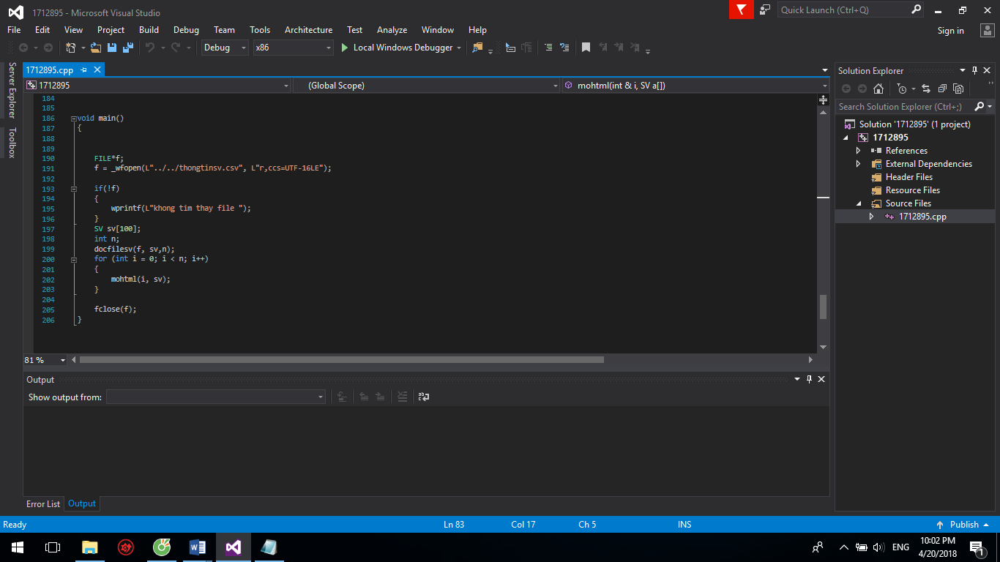 1712895 - Microsoft Visual Studio
Quick Launch (Ctrl+Q)
File Edit View Project Build Debug Team Tools Architecture Test Analyze Window Help
Sign in
Debug x86 Local Windows Debugger
Server Explorer
Toolbox
1712895.cpp
1712895 (Global Scope) mohtml(int & i, SV a[])
184
185
186 void main()
187 {
188
189
190 FILE*f;
191 f = _wfopen(L"../../thongtinsv.csv", L"r,ccs=UTF-16LE");
192
193 if(!f)
194 {
195 wprintf(L"khong tim thay file ");
196 }
197 SV sv[100];
198 int n;
199 docfilesv(f, sv,n);
200 for (int i = 0; i < n; i++)
201 {
202 mohtml(i, sv);
203 }
204
205 fclose(f);
206 }
81 %
Output
Show output from:
Error List Output
Solution Explorer
Search Solution Explorer (Ctrl+;)
Solution '1712895' (1 project)
1712895
References
External Dependencies
Header Files
Resource Files
Source Files
1712895.cpp
Ready Ln 83 Col 17 Ch 5 INS Publish
ENG
10:02 PM
4/20/2018
1